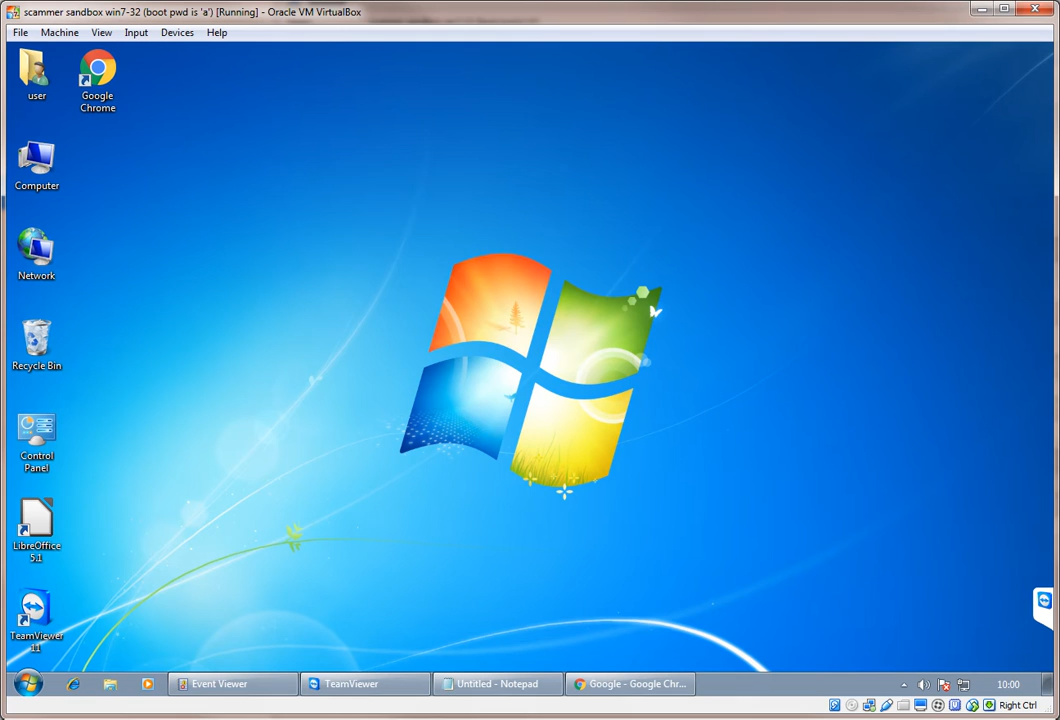 scammer sandbox win7-32 (boot pwd is 'a') [Running] - Oracle VM VirtualBox
File Machine View Input Devices Help
user
Google
Chrome
Computer
Network
Recycle Bin
Control
Panel
LibreOffice
5.1
TeamViewer
11
Event Viewer
TeamViewer
Untitled - Notepad
Google - Google Chr...
10:00
Right Ctrl